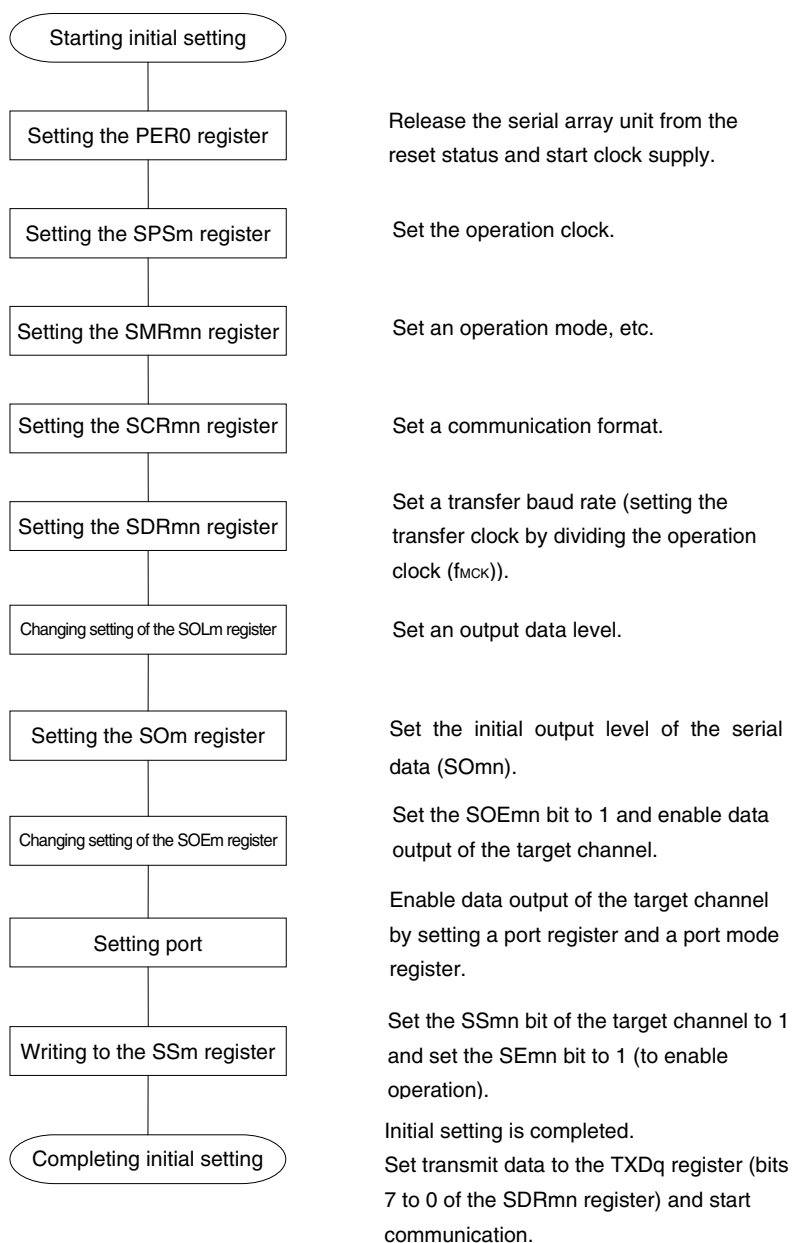 Starting initial setting
Setting the PER0 register
Release the serial array unit from the
reset status and start clock supply.
Setting the SPSm register
Set the operation clock.
Setting the SMRmn register
Set an operation mode, etc.
Setting the SCRmn register
Set a communication format.
Setting the SDRmn register
Set a transfer baud rate (setting the
transfer clock by dividing the operation
clock (fMCK)).
Changing setting of the SOLm register
Set an output data level.
Setting the SOm register
Set the initial output level of the serial
data (SOmn).
Changing setting of the SOEm register
Set the SOEmn bit to 1 and enable data
output of the target channel.
Setting port
Enable data output of the target channel
by setting a port register and a port mode
register.
Writing to the SSm register
Set the SSmn bit of the target channel to 1
and set the SEmn bit to 1 (to enable
operation).
Completing initial setting
Initial setting is completed.
Set transmit data to the TXDq register (bits
7 to 0 of the SDRmn register) and start
communication.